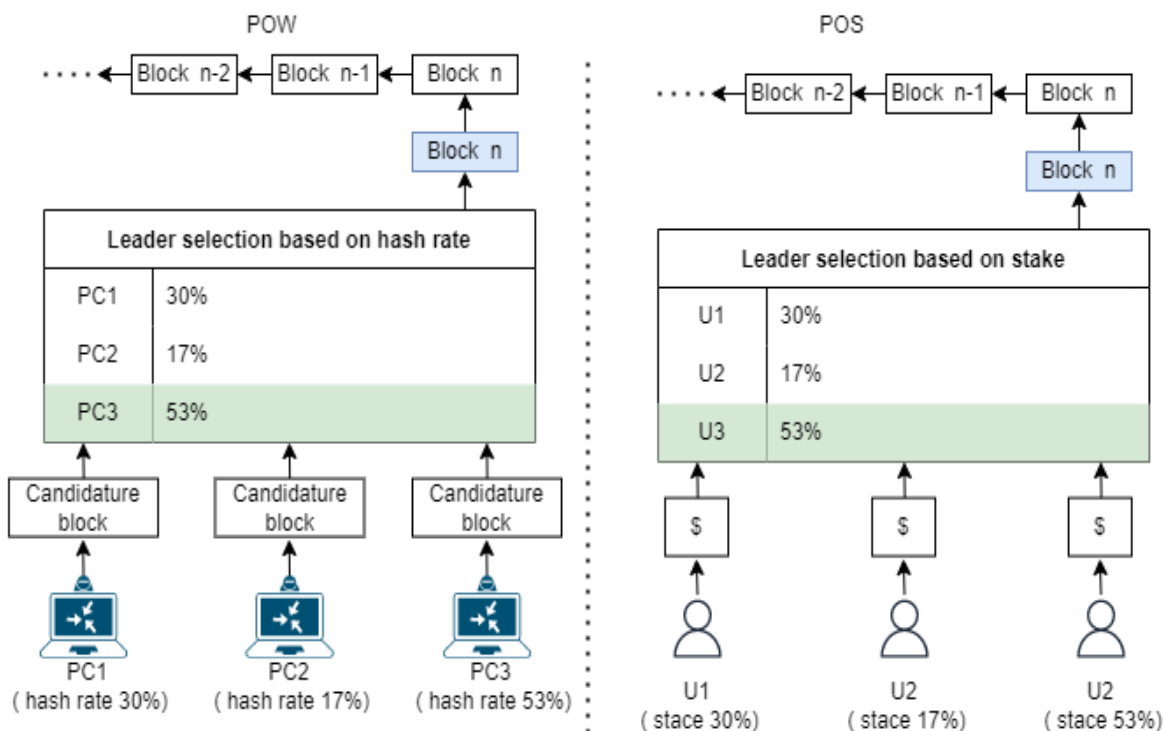 POW
Block n-2
Block n-1
Block n
Block n
Leader selection based on hash rate
PC1 30%
PC2 17%
PC3 53%
Candidature
block
Candidature
block
Candidature
block
PC1
( hash rate 30%)
PC2
( hash rate 17%)
PC3
( hash rate 53%)
POS
Block n-2
Block n-1
Block n
Block n
Leader selection based on stake
U1 30%
U2 17%
U3 53%
$
$
$
U1
( stace 30%)
U2
( stace 17%)
U2
( stace 53%)